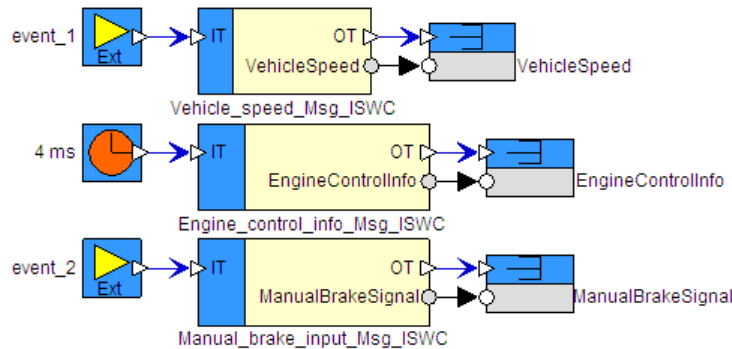 event_1
Ext
IT
OT
VehicleSpeed
VehicleSpeed
Vehicle_speed_Msg_ISWC
4 ms
IT
OT
EngineControlInfo
EngineControlInfo
Engine_control_info_Msg_ISWC
event_2
Ext
IT
OT
ManualBrakeSignal
ManualBrakeSignal
Manual_brake_input_Msg_ISWC